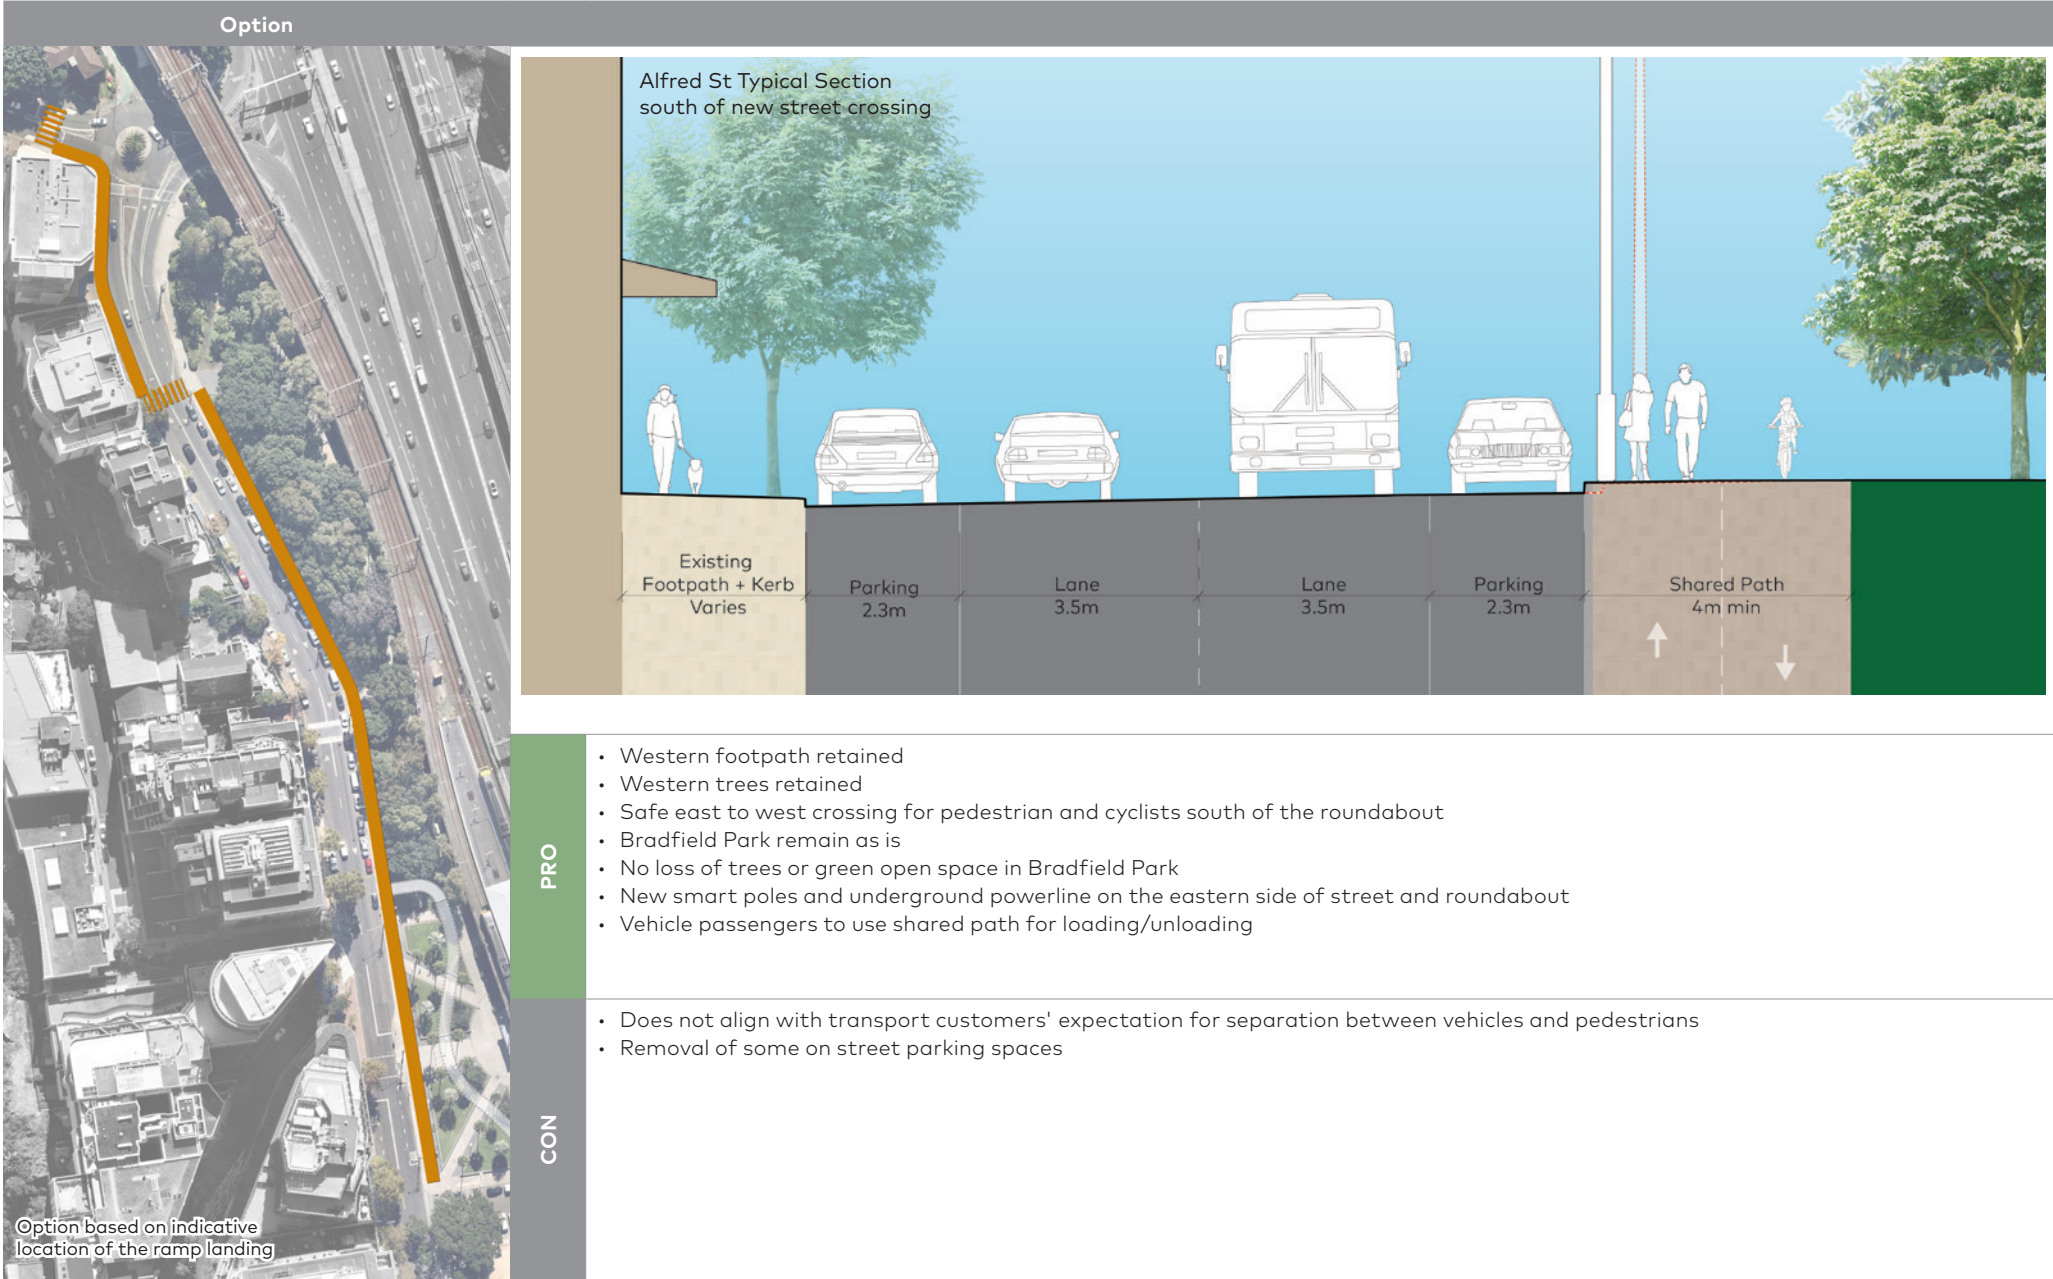 Option
Alfred St Typical Section
south of new street crossing
Existing
Footpath + Kerb
Varies
Parking
2.3m
Lane
3.5m
Lane
3.5m
Parking
2.3m
Shared Path
4m min
PRO
• Western footpath retained
• Western trees retained
• Safe east to west crossing for pedestrian and cyclists south of the roundabout
• Bradfield Park remain as is
• No loss of trees or green open space in Bradfield Park
• New smart poles and underground powerline on the eastern side of street and roundabout
• Vehicle passengers to use shared path for loading/unloading
CON
• Does not align with transport customers' expectation for separation between vehicles and pedestrians
• Removal of some on street parking spaces
Option based on indicative
location of the ramp landing